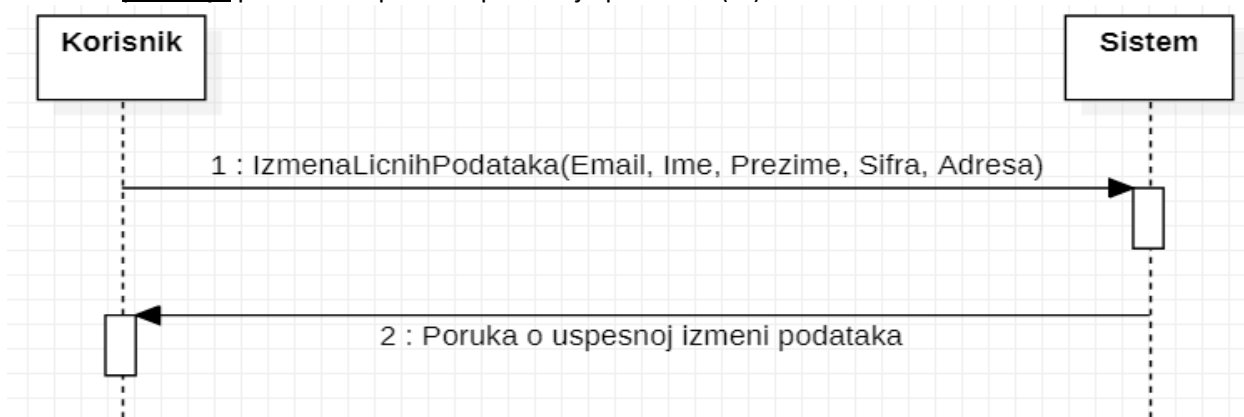 Korisnik
Sistem
1 : IzmenaLicnihPodataka(Email, Ime, Prezime, Sifra, Adresa)
2 : Poruka o uspesnoj izmeni podataka